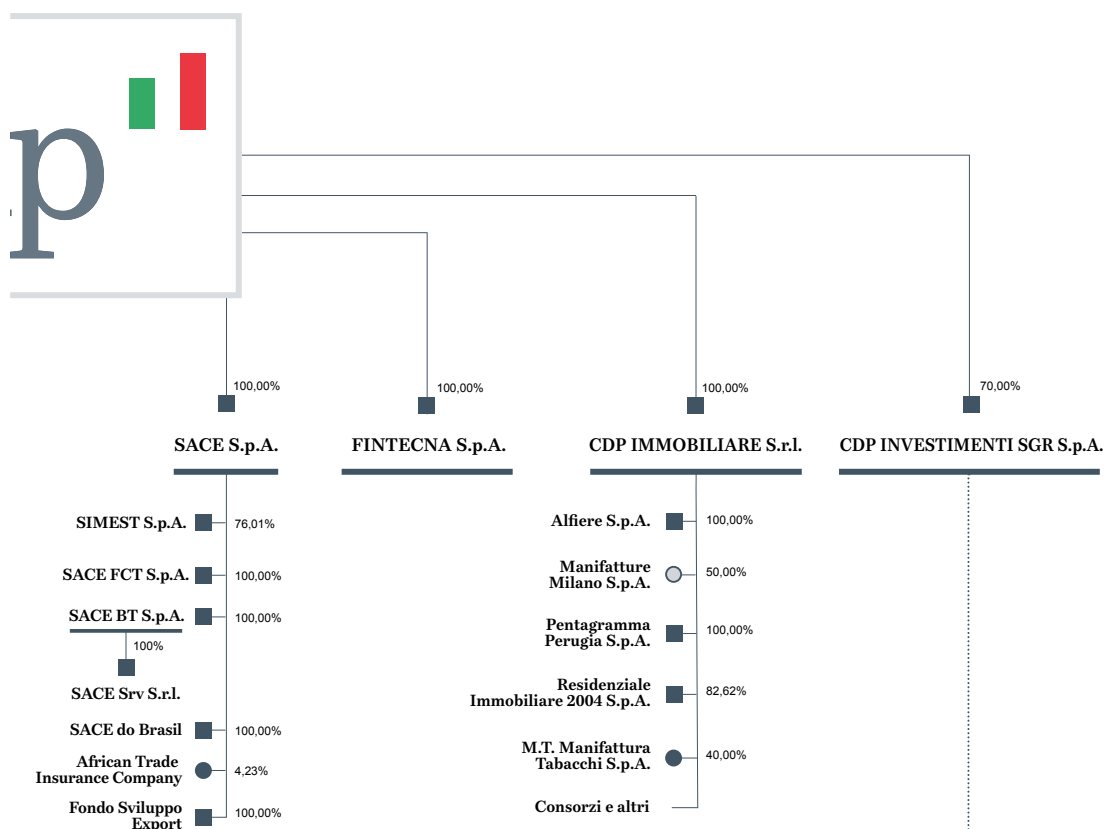 p
100,00%
100,00%
100,00%
70,00%
SACE S.p.A.
FINTECNA S.p.A.
CDP IMMOBILIARE S.r.l.
CDP INVESTIMENTI SGR S.p.A.
SIMEST S.p.A.
76,01%
SACE FCT S.p.A.
100,00%
SACE BT S.p.A.
100,00%
100%
SACE Srv S.r.l.
SACE do Brasil
100,00%
African Trade
Insurance Company
4,23%
Fondo Sviluppo
Export
100,00%
Alfiere S.p.A.
100,00%
Manifatture
Milano S.p.A.
50,00%
Pentagramma
Perugia S.p.A.
100,00%
Residenziale
Immobiliare 2004 S.p.A.
82,62%
M.T. Manifattura
Tabacchi S.p.A.
40,00%
Consorzi e altri